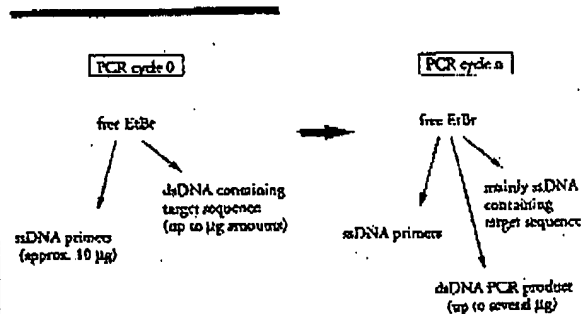 PCR cycle 0
free EtBr
ssDNA primers
(approx. 10 µg)
dsDNA containing
target sequence
(up to µg amounts)
PCR cycle n
free EtBr
ssDNA primers
mainly ssDNA
containing
target sequence
dsDNA PCR product
(up to several µg)